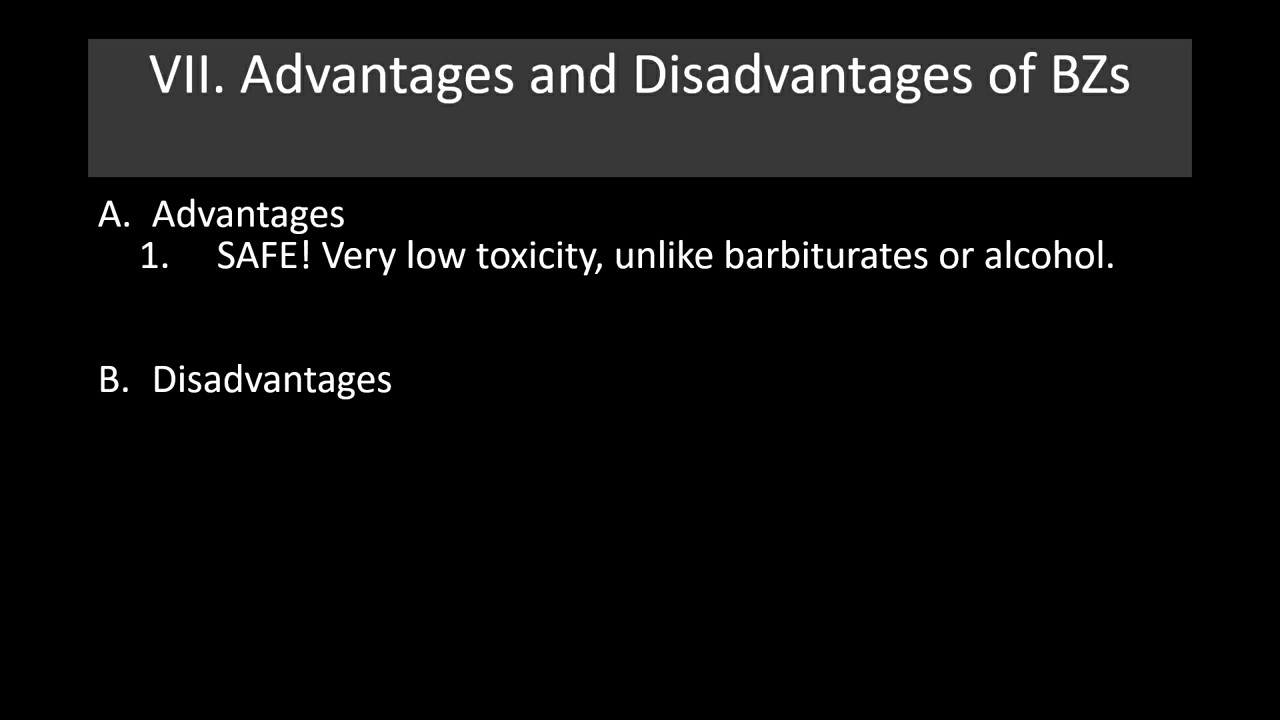 VII. Advantages and Disadvantages of BZs
A. Advantages
1. SAFE! Very low toxicity, unlike barbiturates or alcohol.
B. Disadvantages